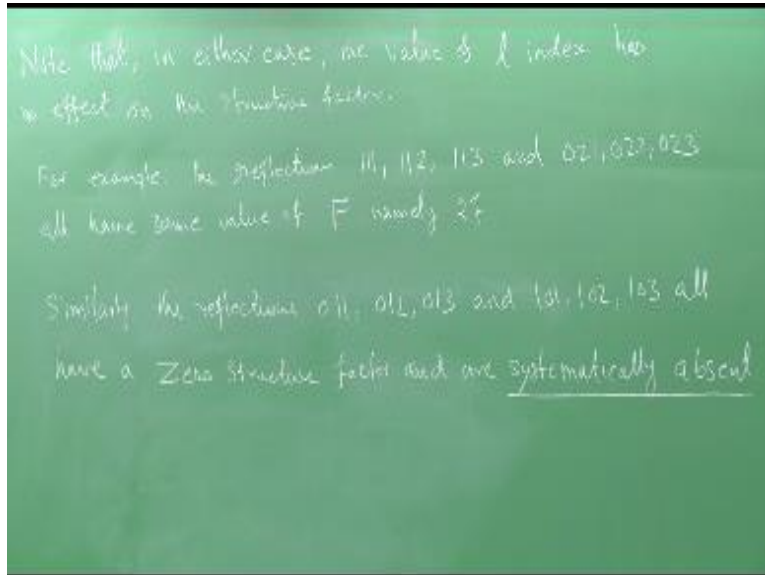 Note that, in either case, the value of l index has
no effect on the structure factor.
For example, the reflection 111, 112, 113 and 021, 022, 023
all have same value of F namely 2f
Similarly the reflections 011, 012, 013 and 101, 102, 103 all
have a Zero Structure factor and are systematically absent